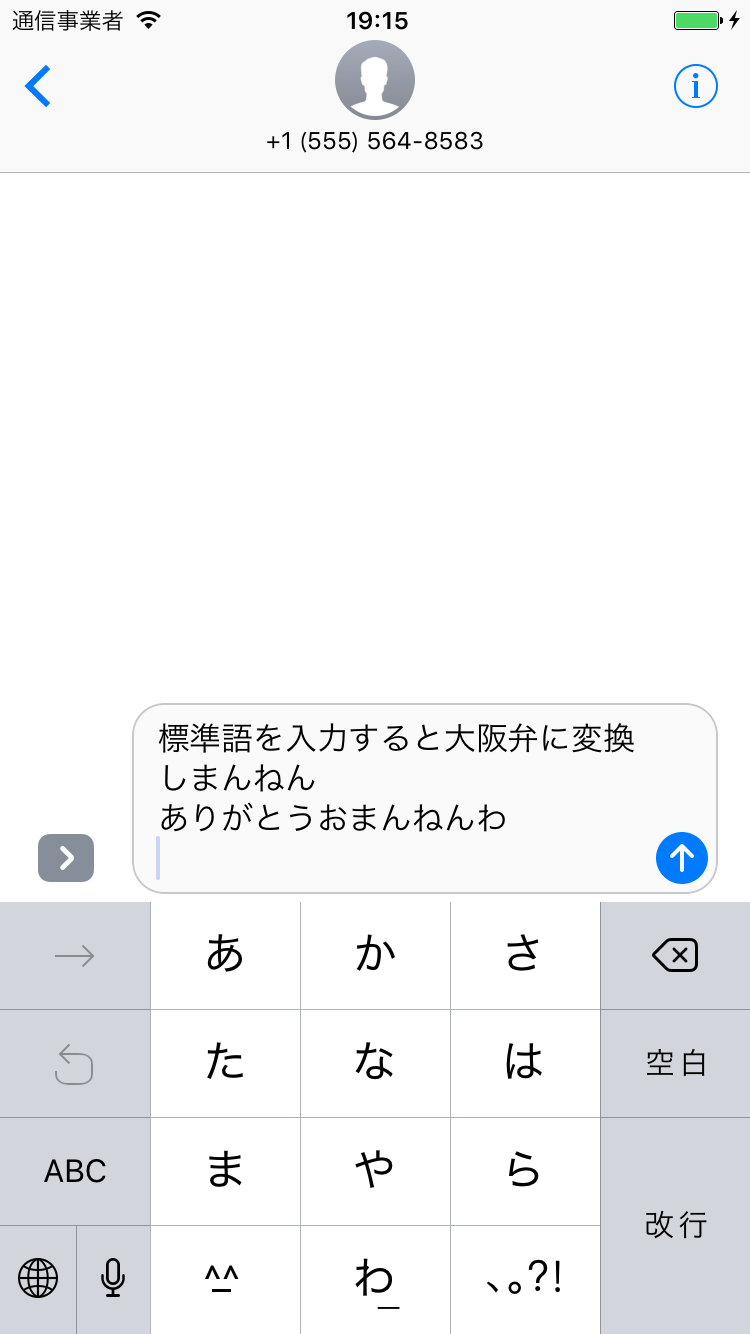 通信事業者
19:15
+1 (555) 564-8583
標準語を入力すると大阪弁に変換
しまんねん
ありがとうおまんねんわ
あ
か
さ
た
な
は
空白
ABC
ま
や
ら
改行
^^
わ
、。?!